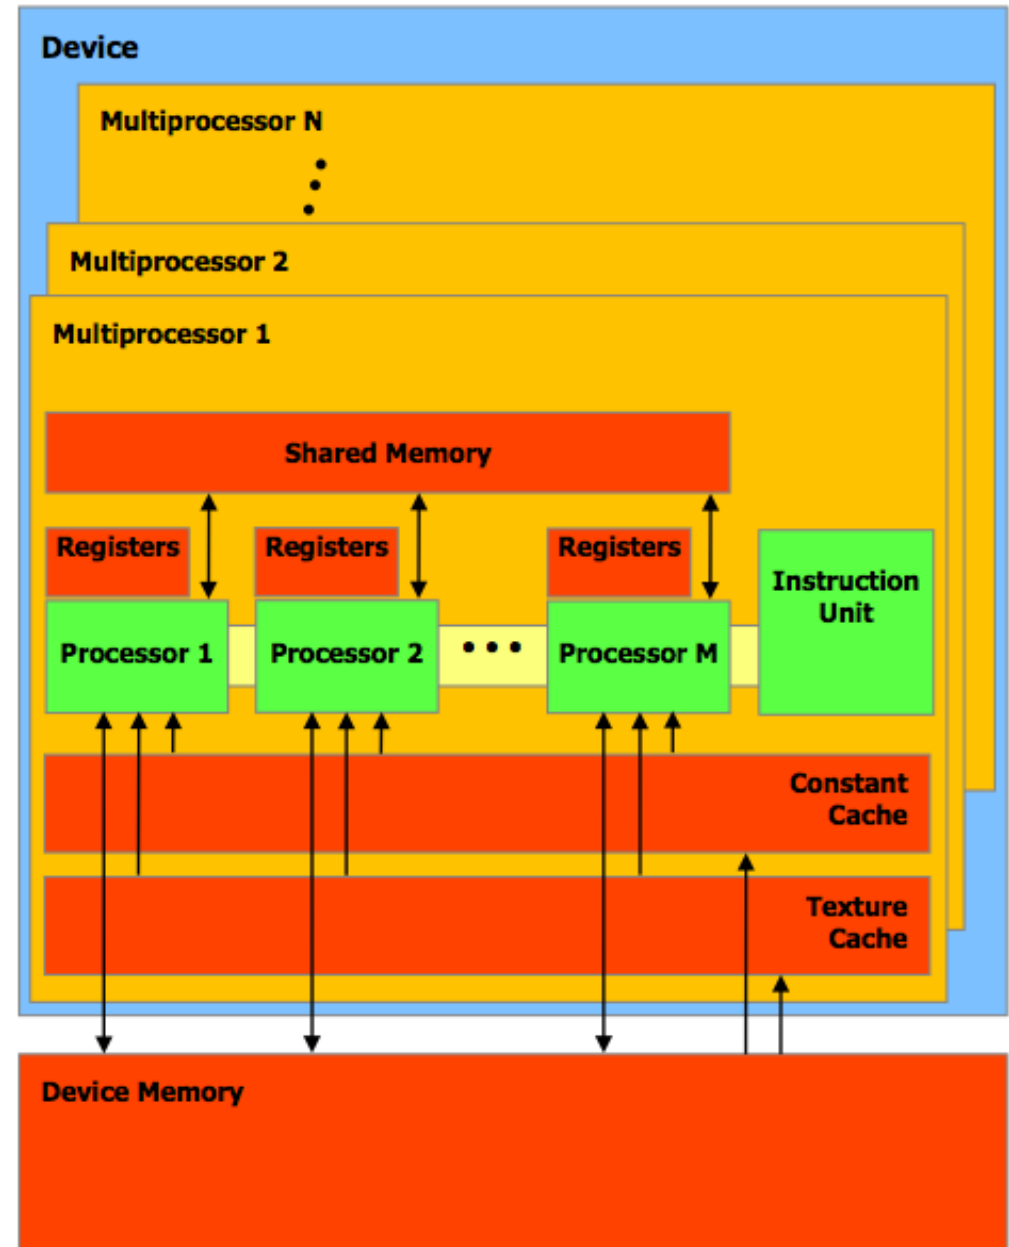 Device
Multiprocessor N
Multiprocessor 2
Multiprocessor 1
Shared Memory
Registers Registers Registers
Instruction
Unit
Processor 1 Processor 2 ••• Processor M
Constant
Cache
Texture
Cache
Device Memory